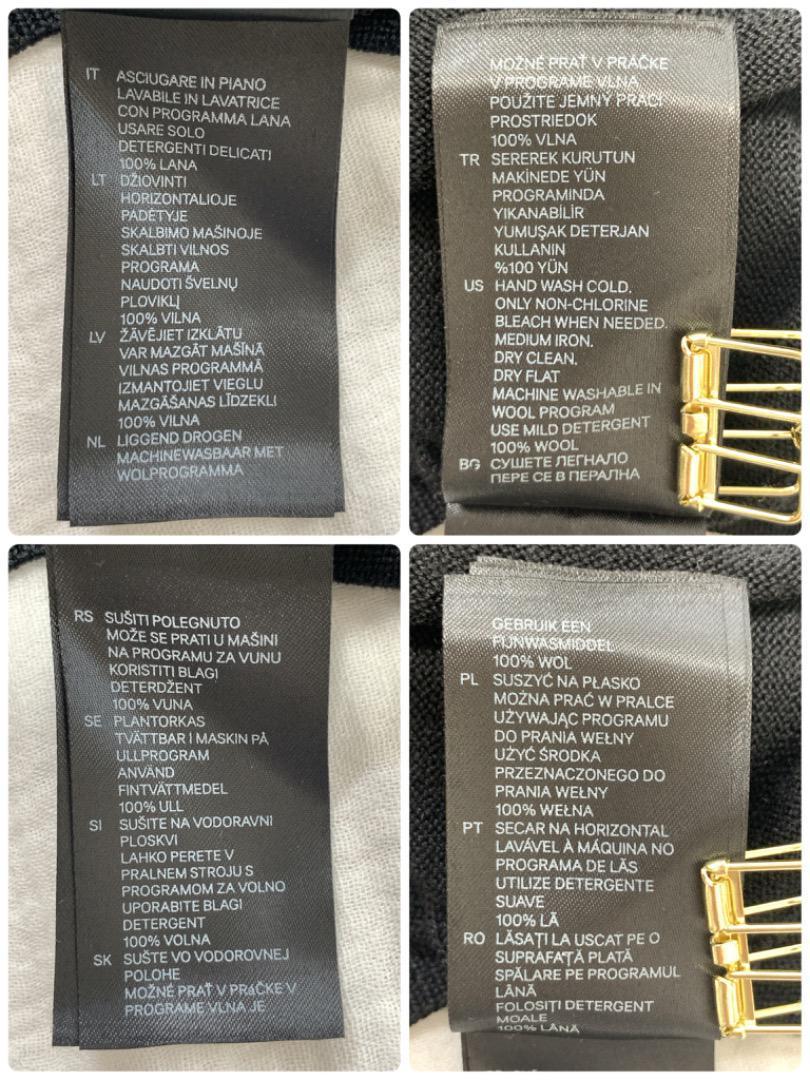 IT ASCIUGARE IN PIANO
LAVABILE IN LAVATRICE
CON PROGRAMMA LANA
USARE SOLO
DETERGENTI DELICATI
100% LANA
LT DŽIOVINTI
HORIZONTALIOJE
PADĖTYJE
SKALBIMO MAŠINOJE
SKALBTI VILNOS
PROGRAMA
NAUDOTI ŠVELNŲ
PLOVIKLĮ
100% VILNA
LV ŽĀVĒJIET IZKLĀTU
VAR MAZGĀT MAŠĪNĀ
VILNAS PROGRAMMĀ
IZMANTOJIET VIEGLU
MAZGĀŠANAS LĪDZEKLI
100% VILNA
NL LIGGEND DROGEN
MACHINEWASBAAR MET
WOLPROGRAMMA
MOŽNÉ PRAŤ V PRÁČKE
V PROGRAME VLNA
POUŽITE JEMNÝ PRACÍ
PROSTRIEDOK
100% VLNA
TR SEREREK KURUTUN
MAKİNEDE YÜN
PROGRAMINDA
YIKANABİLİR
YUMUŞAK DETERJAN
KULLANIN
%100 YÜN
US HAND WASH COLD.
ONLY NON-CHLORINE
BLEACH WHEN NEEDED.
MEDIUM IRON.
DRY CLEAN.
DRY FLAT
MACHINE WASHABLE IN
WOOL PROGRAM
USE MILD DETERGENT
100% WOOL
BG СУШЕТЕ ЛЕГНАЛО
ПЕРЕ СЕ В ПЕРАЛНА
RS SUŠITI POLEGNUTO
MOŽE SE PRATI U MAŠINI
NA PROGRAMU ZA VUNU
KORISTITI BLAGI
DETERDŽENT
100% VUNA
SE PLANTORKAS
TVÄTTBAR I MASKIN PÅ
ULLPROGRAM
ANVÄND
FINTVÄTTMEDEL
100% ULL
SI SUŠITE NA VODORAVNI
PLOSKVI
LAHKO PERETE V
PRALNEM STROJU S
PROGRAMOM ZA VOLNO
UPORABITE BLAGI
DETERGENT
100% VOLNA
SK SUŠTE VO VODOROVNEJ
POLOHE
MOŽNÉ PRAŤ V PRáČKE V
PROGRAME VLNA JE
GEBRUIK EEN
FIJNWASMIDDEL
100% WOL
PL SUSZYĆ NA PŁASKO
MOŻNA PRAĆ W PRALCE
UŻYWAJĄC PROGRAMU
DO PRANIA WEŁNY
UŻYĆ ŚRODKA
PRZEZNACZONEGO DO
PRANIA WEŁNY
100% WEŁNA
PT SECAR NA HORIZONTAL
LAVÁVEL À MÁQUINA NO
PROGRAMA DE LÃS
UTILIZE DETERGENTE
SUAVE
100% LÃ
RO LĂSAȚI LA USCAT PE O
SUPRAFAȚĂ PLATĂ
SPĂLARE PE PROGRAMUL
LÂNĂ
FOLOSITI DETERGENT
MOALE
100% LÂNĂ